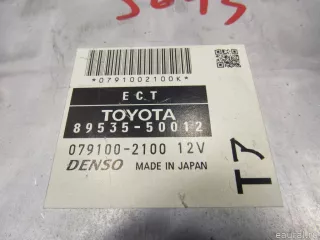 *0791002100K*
E.C.T
TOYOTA
89535-50012
079100-2100 12V
DENSO MADE IN JAPAN
T7